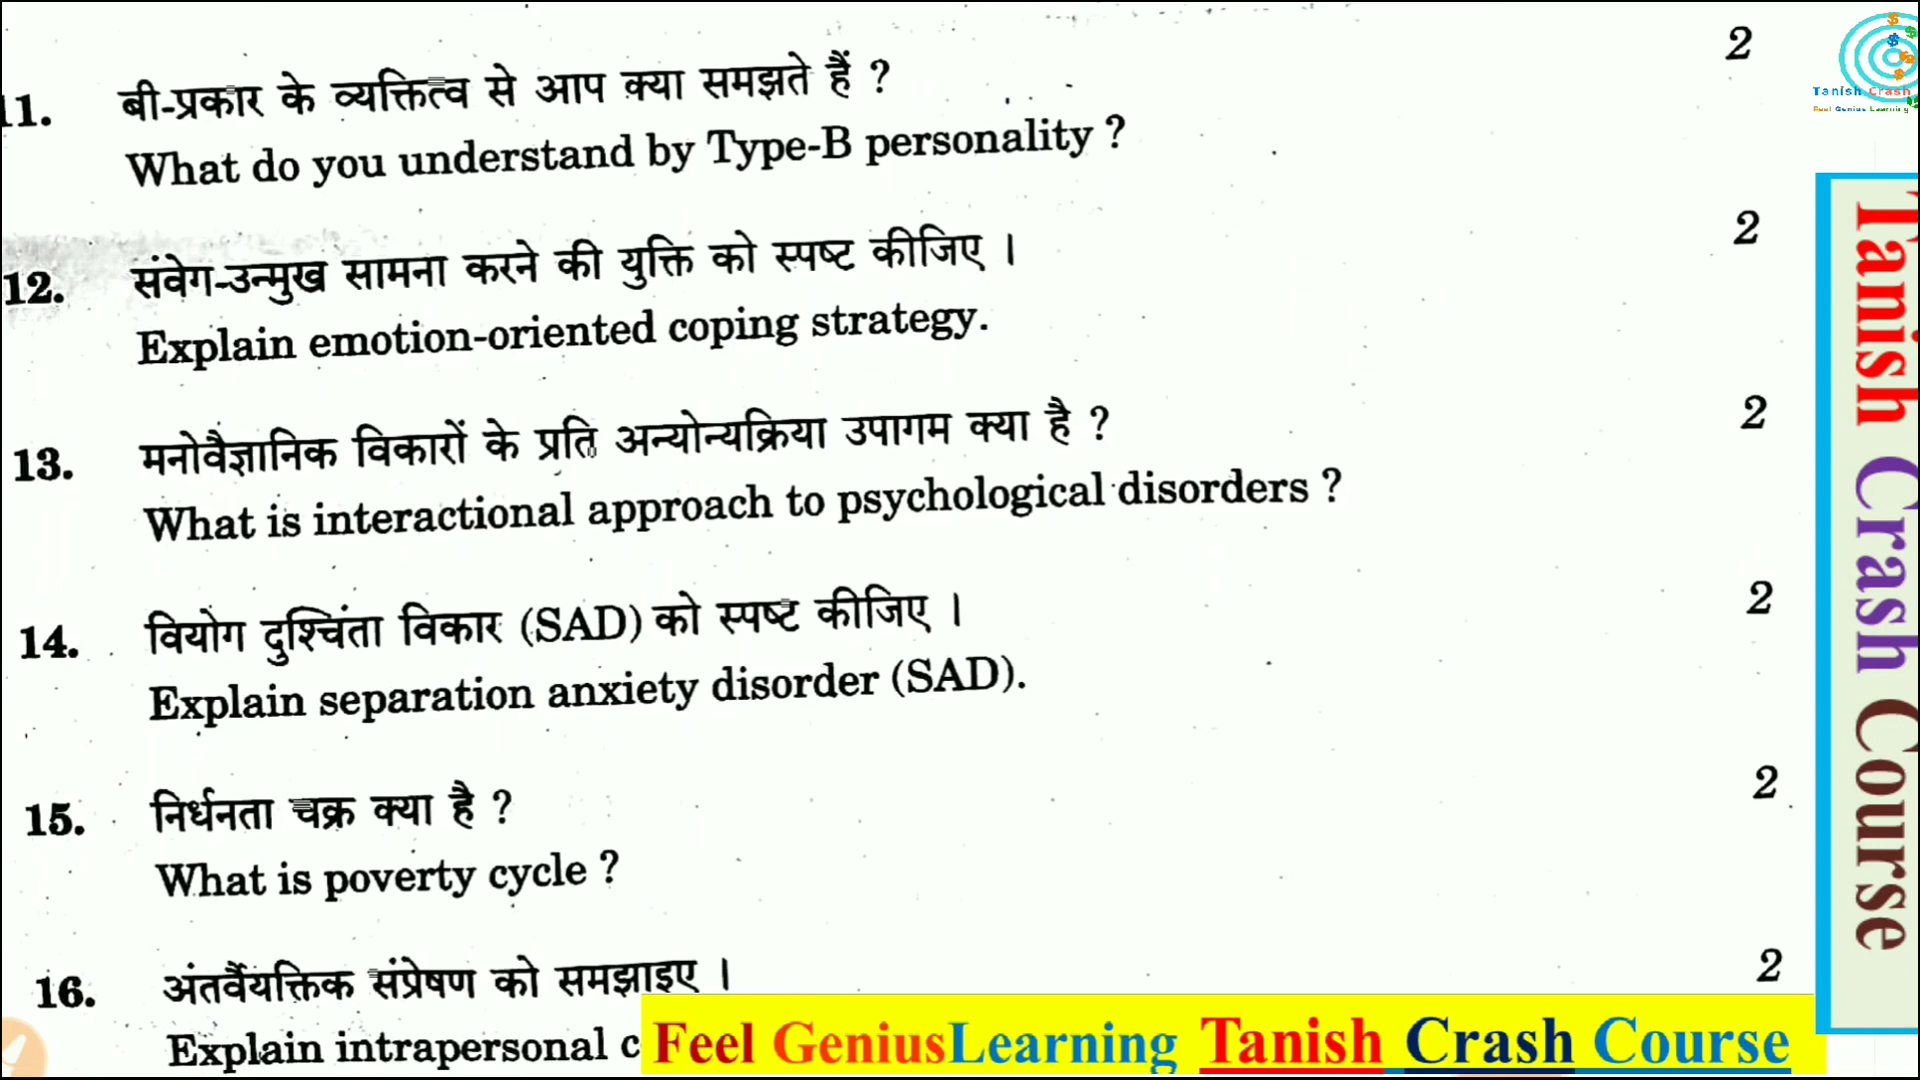 2
11. बी-प्रकार के व्यक्तित्व से आप क्या समझते हैं ?
What do you understand by Type-B personality ?
2
12. संवेग-उन्मुख सामना करने की युक्ति को स्पष्ट कीजिए ।
Explain emotion-oriented coping strategy.
2
13. मनोवैज्ञानिक विकारों के प्रति अन्योन्यक्रिया उपागम क्या है ?
What is interactional approach to psychological disorders ?
2
14. वियोग दुश्चिंता विकार (SAD) को स्पष्ट कीजिए ।
Explain separation anxiety disorder (SAD).
2
15. निर्धनता चक्र क्या है ?
What is poverty cycle ?
2
16. अंतर्वैयक्तिक संप्रेषण को समझाइए ।
Explain intrapersonal c
Feel GeniusLearning Tanish Crash Course
Tanish Crash
Feel Genius Learning
Tanish Crash Course